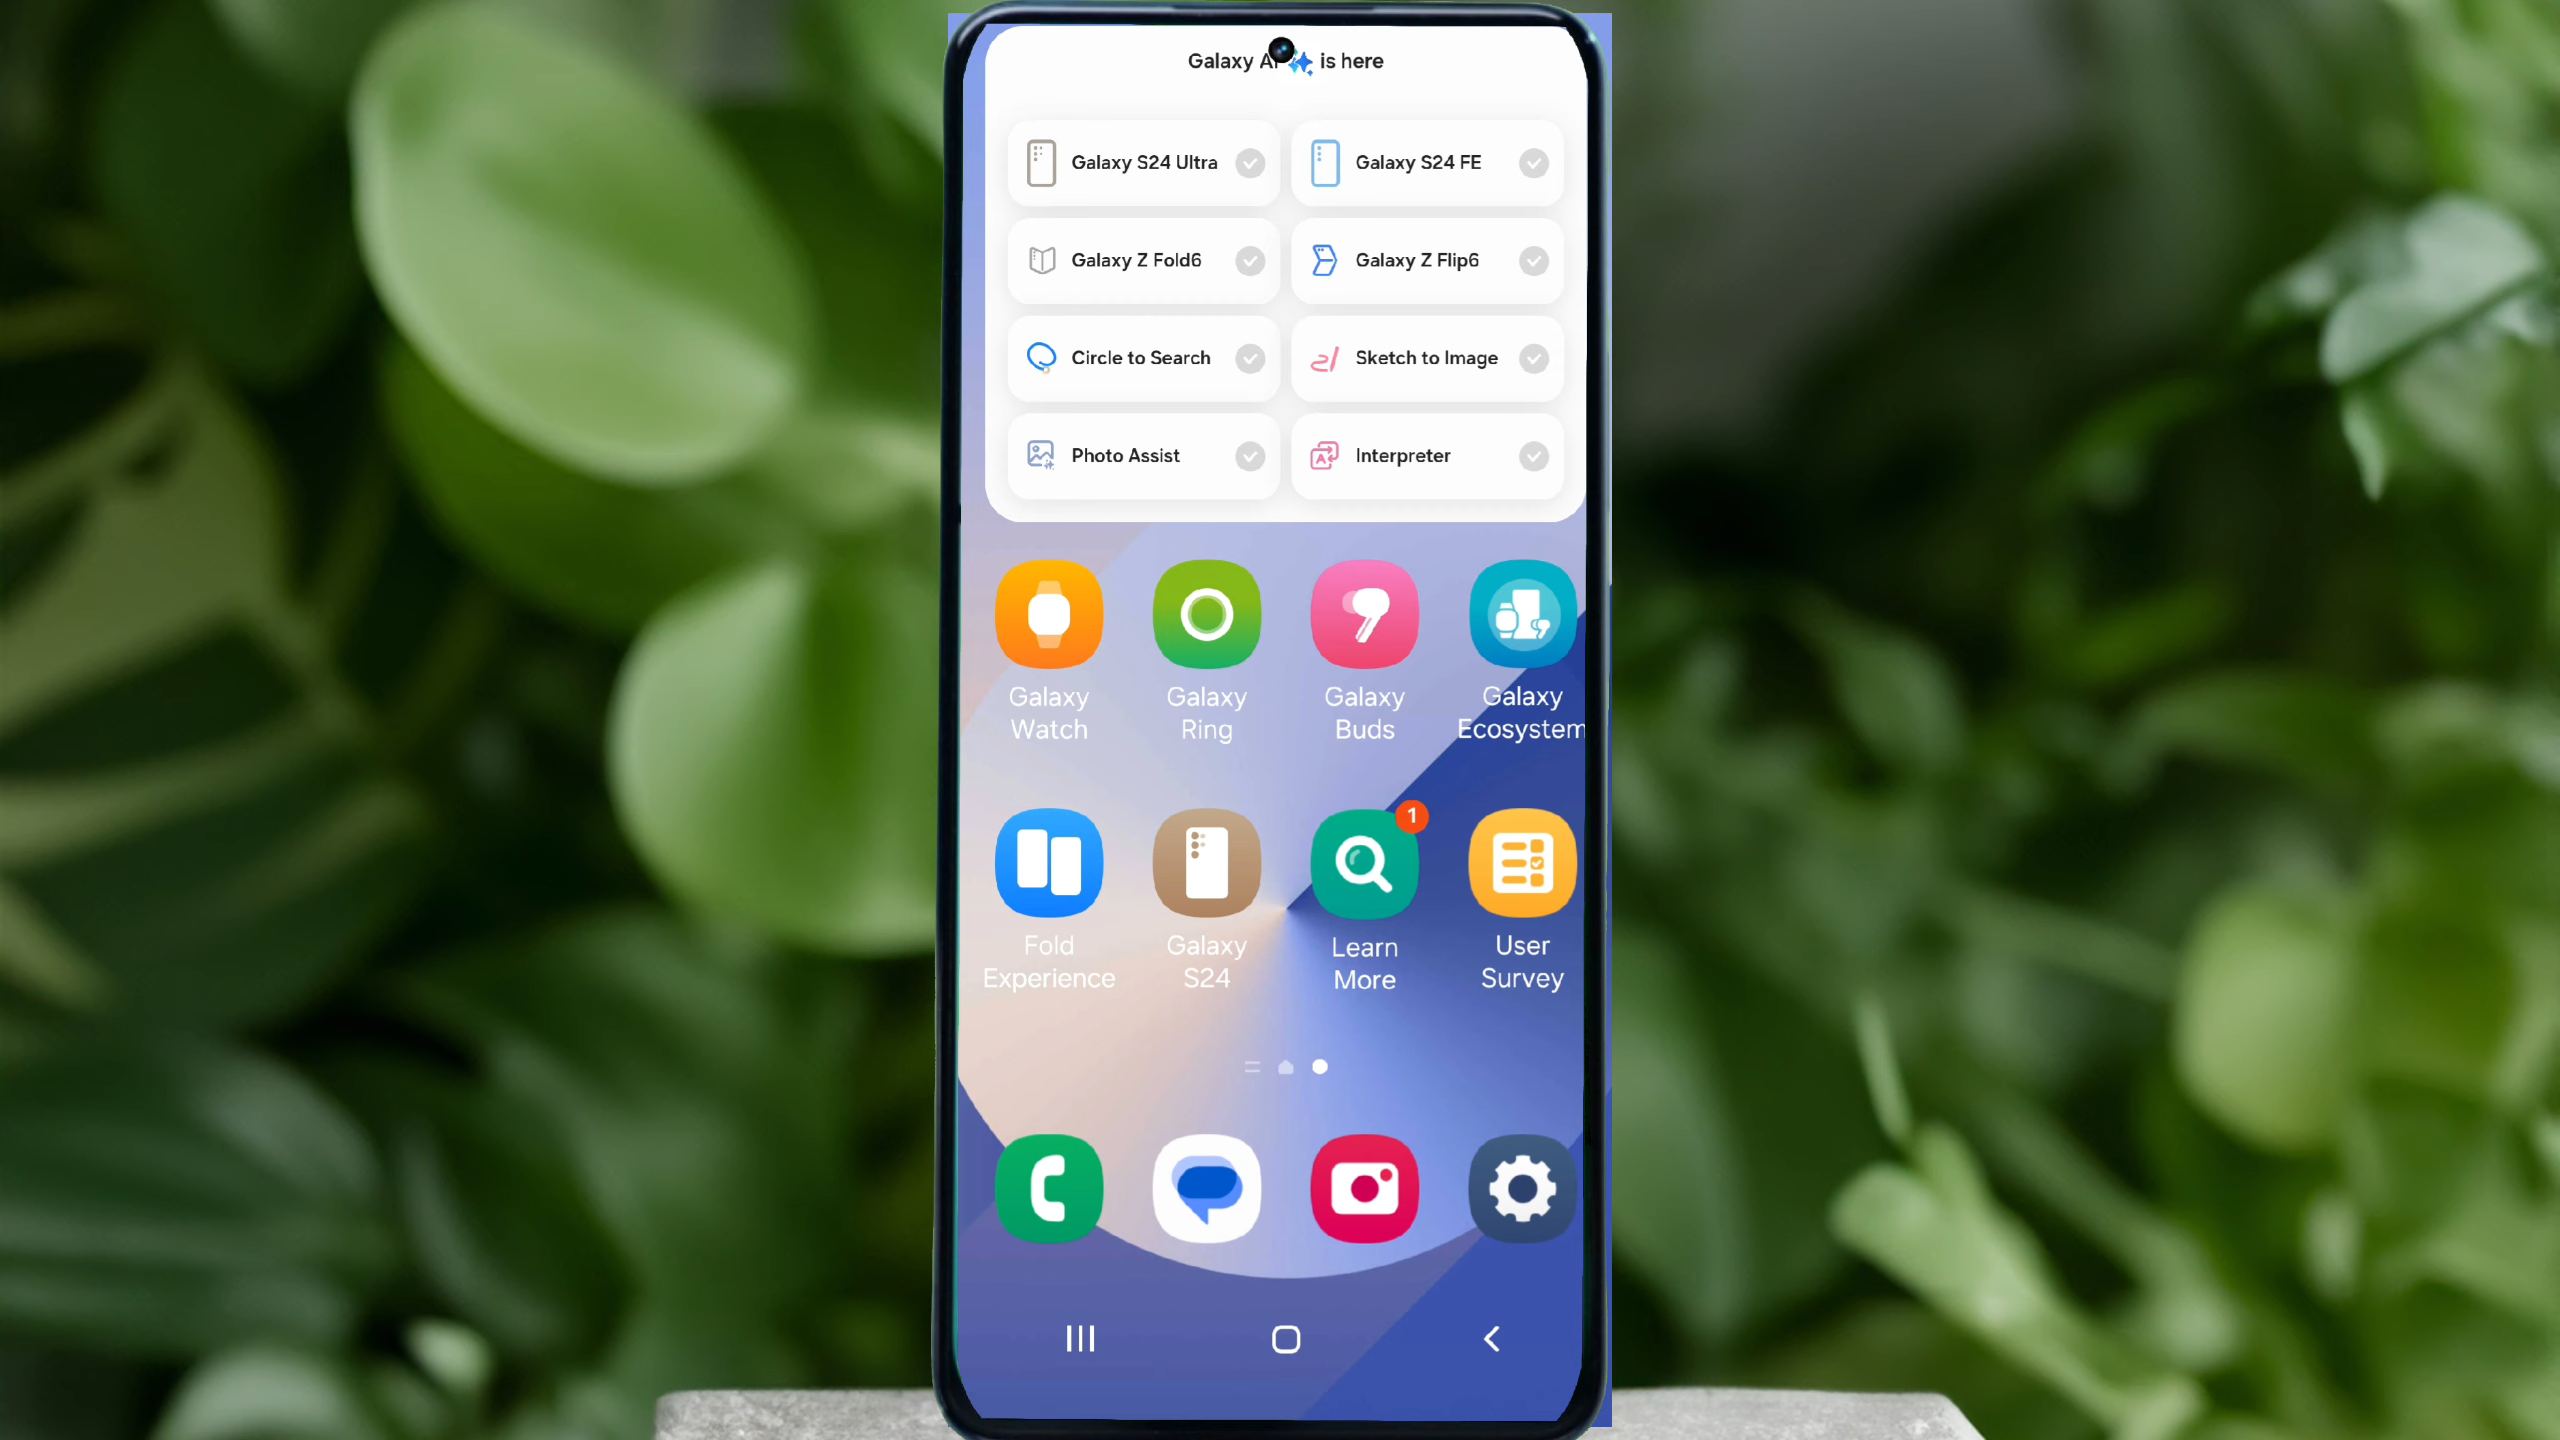 Galaxy AI is here
Galaxy S24 Ultra
Galaxy S24 FE
Galaxy Z Fold6
Galaxy Z Flip6
Circle to Search
Sketch to Image
Photo Assist
Interpreter
Galaxy
Watch
Galaxy
Ring
Galaxy
Buds
Galaxy
Ecosystem
Fold
Experience
Galaxy
S24
1
Learn
More
User
Survey